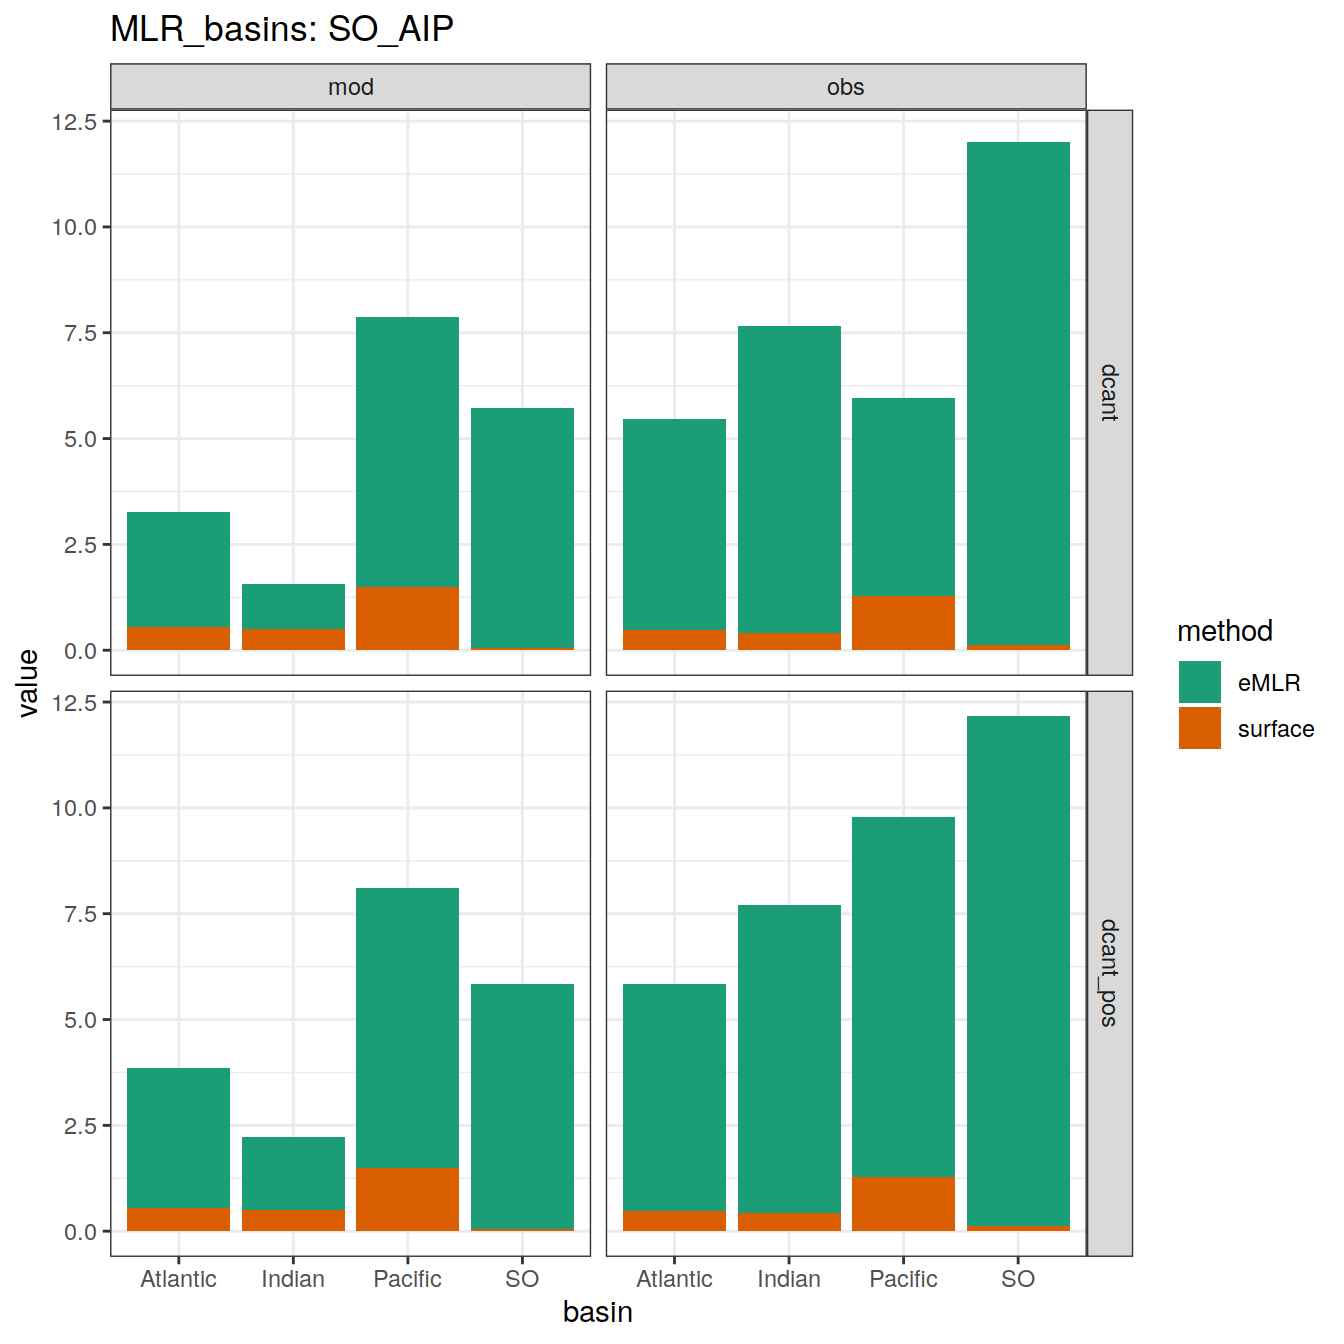 MLR_basins: SO_AIP
mod
obs
12.5
10.0
7.5
5.0
2.5
0.0
dcant
12.5
10.0
7.5
5.0
2.5
0.0
dcant_pos
value
Atlantic Indian Pacific SO
Atlantic Indian Pacific SO
basin
method
eMLR
surface